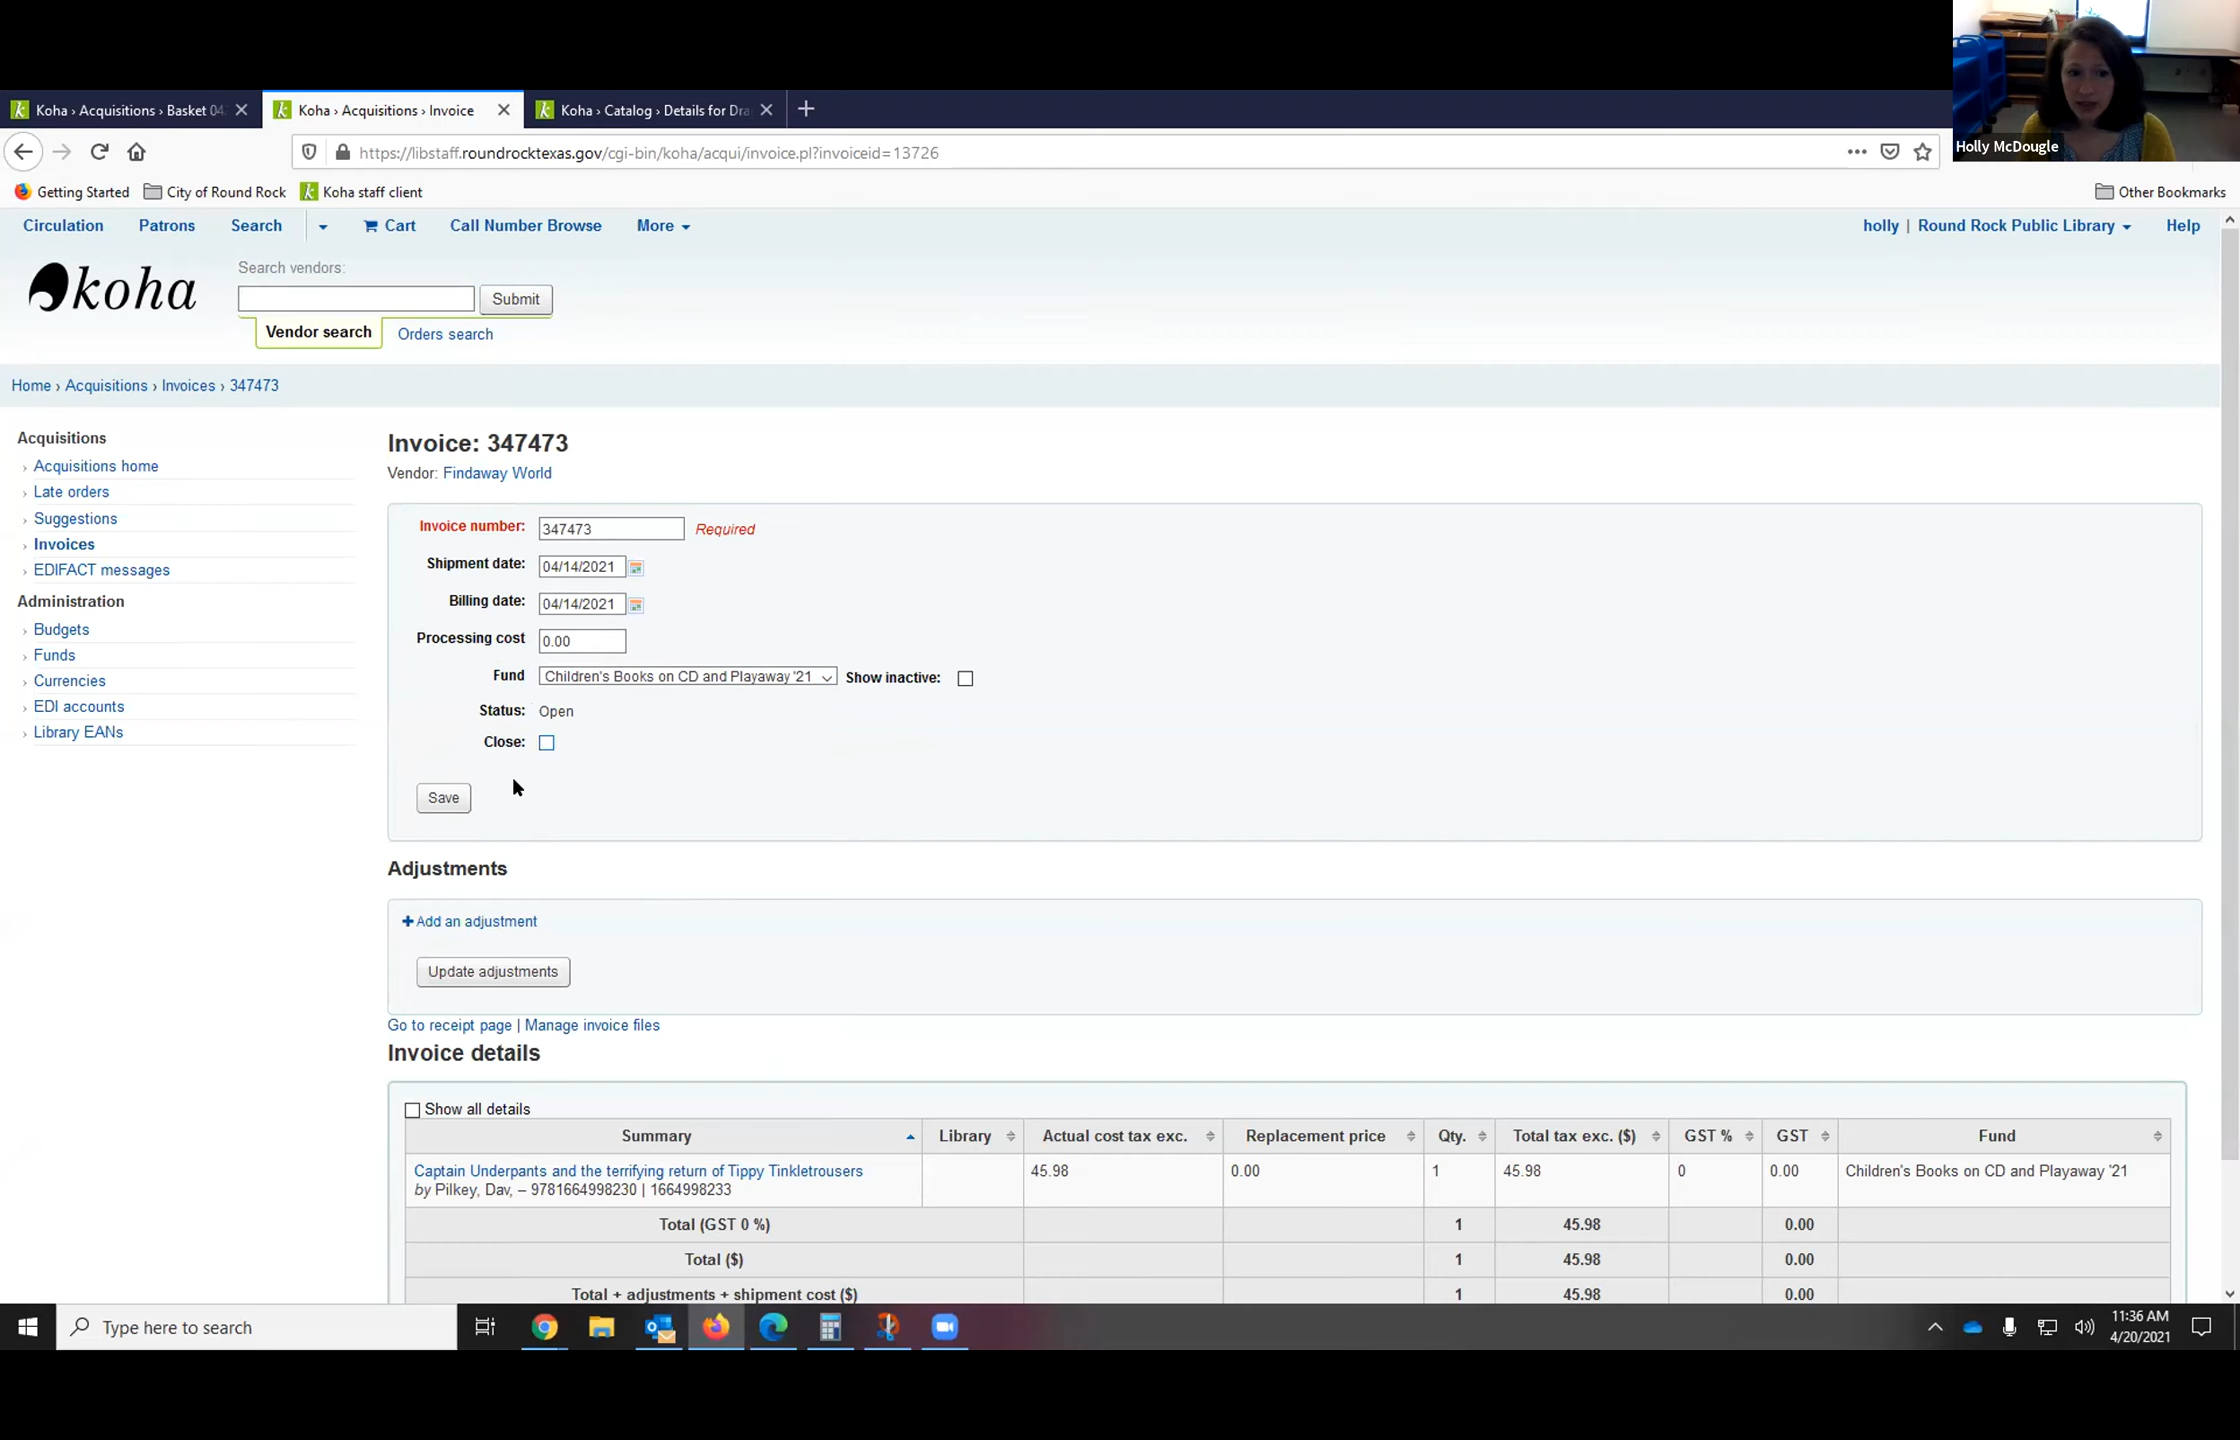 Koha › Acquisitions › Basket 04
Koha › Acquisitions › Invoice
Koha › Catalog › Details for Dra
https://libstaff.roundrocktexas.gov/cgi-bin/koha/acqui/invoice.pl?invoiceid=13726
Holly McDougle
Getting Started City of Round Rock Koha staff client Other Bookmarks
Circulation Patrons Search Cart Call Number Browse More holly | Round Rock Public Library Help
koha
Search vendors:
Submit
Vendor search Orders search
Home › Acquisitions › Invoices › 347473
Acquisitions
Acquisitions home
Late orders
Suggestions
Invoices
EDIFACT messages
Administration
Budgets
Funds
Currencies
EDI accounts
Library EANs
Invoice: 347473
Vendor: Findaway World
Invoice number: 347473 Required
Shipment date: 04/14/2021
Billing date: 04/14/2021
Processing cost 0.00
Fund Children's Books on CD and Playaway '21 Show inactive:
Status: Open
Close:
Save
Adjustments
+ Add an adjustment
Update adjustments
Go to receipt page | Manage invoice files
Invoice details
Show all details
Summary Library Actual cost tax exc. Replacement price Qty. Total tax exc. ($) GST % GST Fund
Captain Underpants and the terrifying return of Tippy Tinkletrousers 45.98 0.00 1 45.98 0 0.00 Children's Books on CD and Playaway '21
by Pilkey, Dav, – 9781664998230 | 1664998233
Total (GST 0 %) 1 45.98 0.00
Total ($) 1 45.98 0.00
Total + adjustments + shipment cost ($) 1 45.98 0.00
Type here to search
11:36 AM
4/20/2021